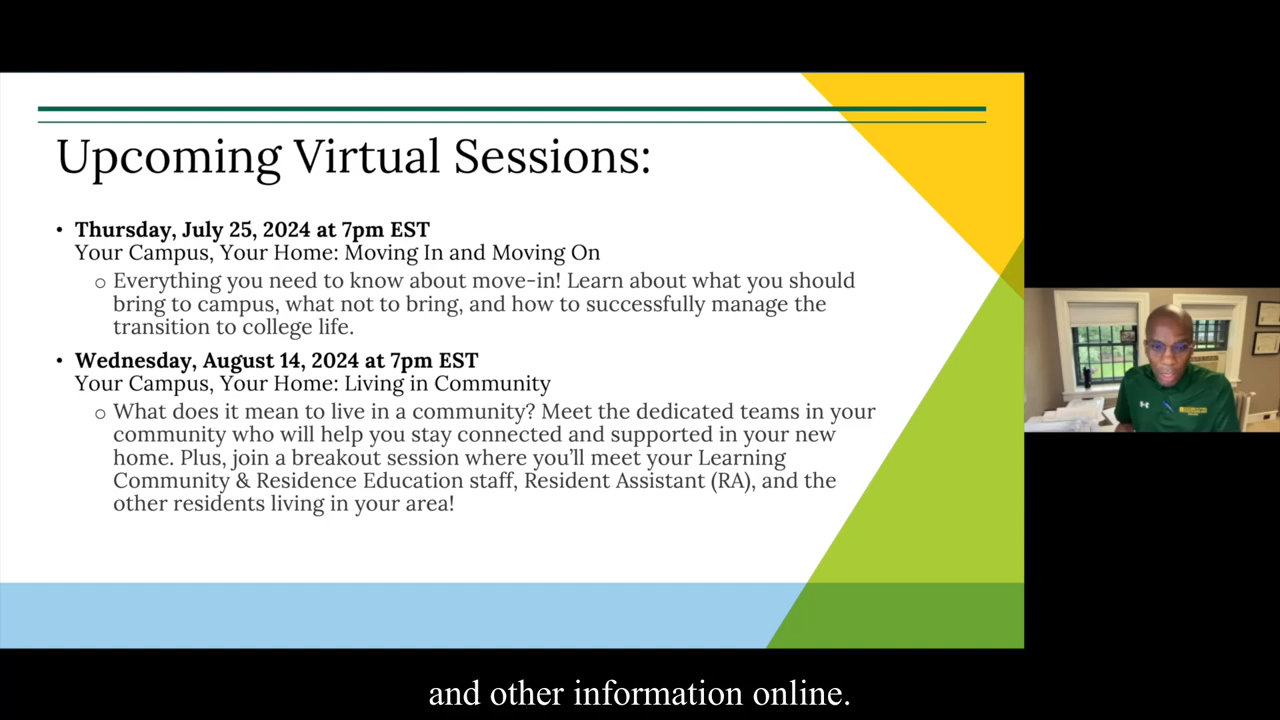 Upcoming Virtual Sessions:
• Thursday, July 25, 2024 at 7pm EST
Your Campus, Your Home: Moving In and Moving On
o Everything you need to know about move-in! Learn about what you should
bring to campus, what not to bring, and how to successfully manage the
transition to college life.
• Wednesday, August 14, 2024 at 7pm EST
Your Campus, Your Home: Living in Community
o What does it mean to live in a community? Meet the dedicated teams in your
community who will help you stay connected and supported in your new
home. Plus, join a breakout session where you’ll meet your Learning
Community & Residence Education staff, Resident Assistant (RA), and the
other residents living in your area!
and other information online.